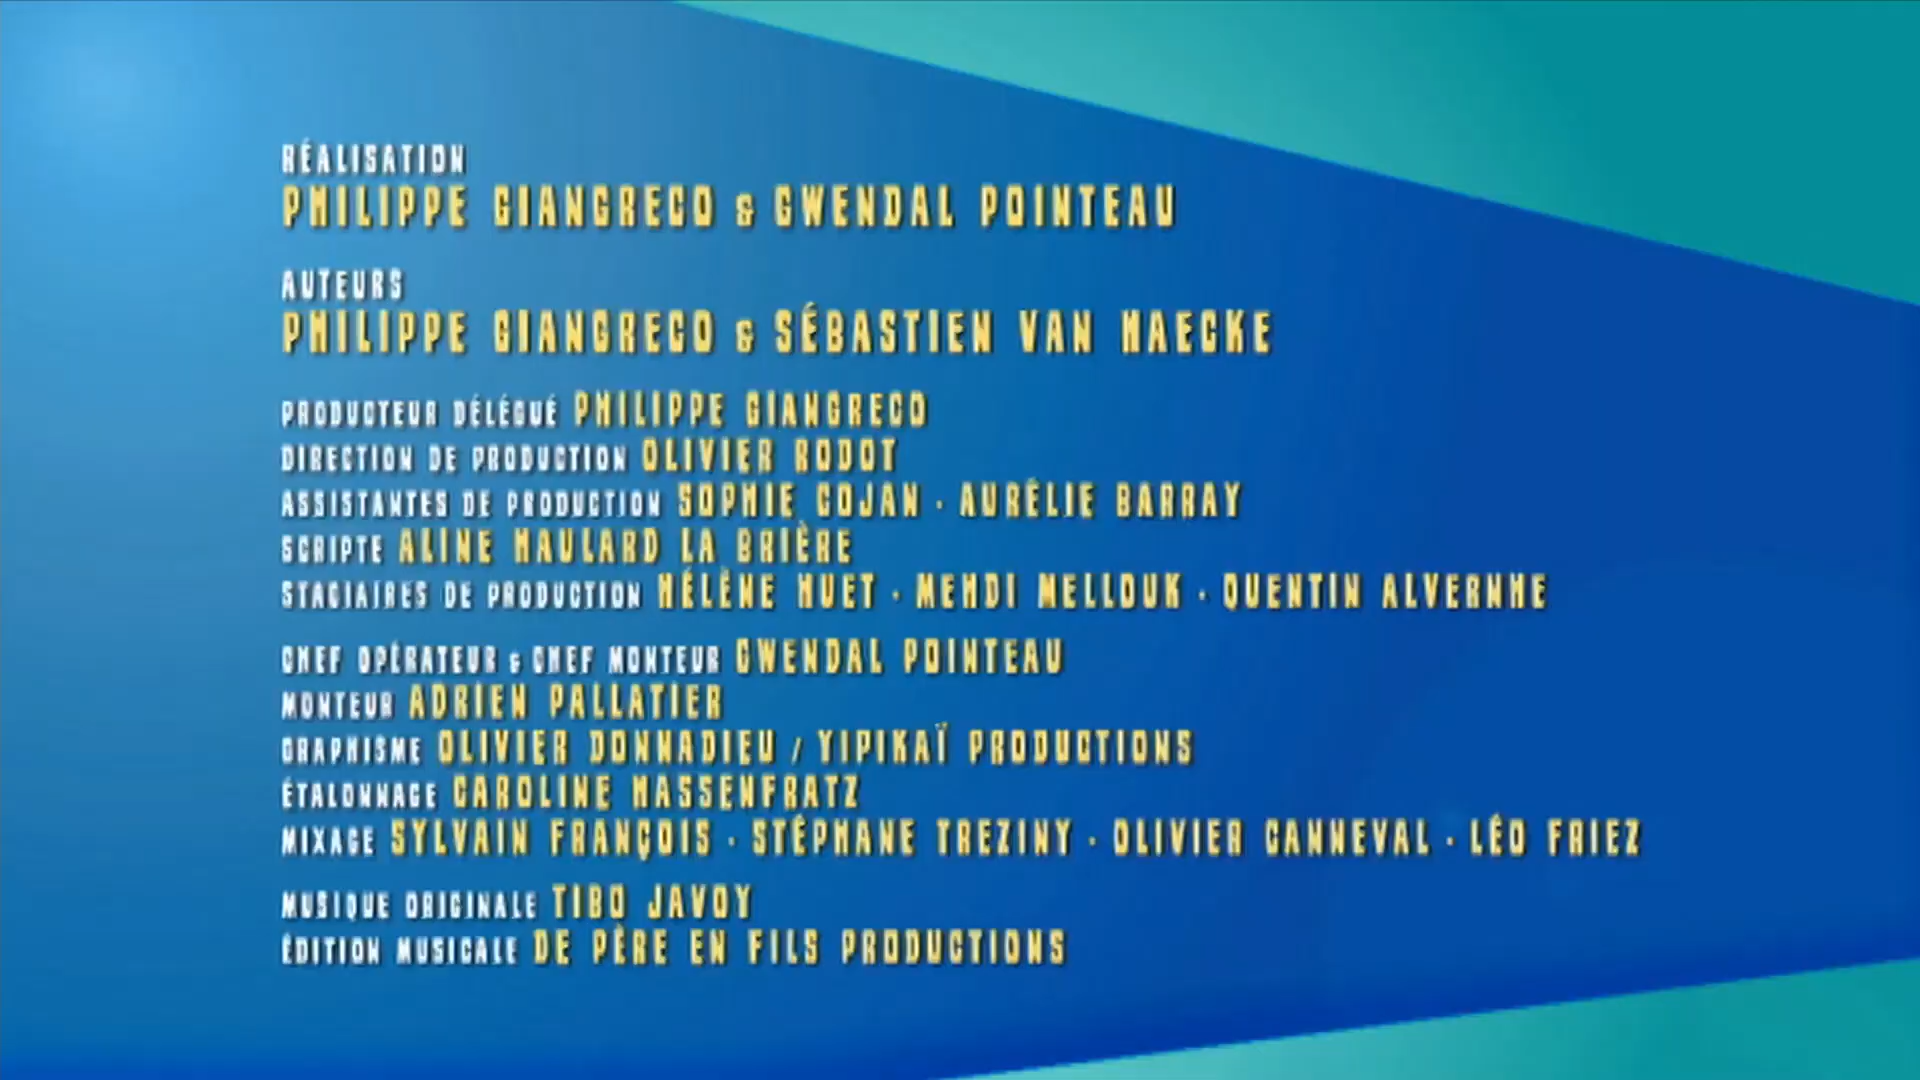 RÉALISATION
PHILIPPE GIANGRECO & GWENDAL POINTEAU
AUTEURS
PHILIPPE GIANGRECO & SÉBASTIEN VAN HAECKE
PRODUCTEUR DÉLÉGUÉ PHILIPPE GIANGRECO
DIRECTION DE PRODUCTION OLIVIER RODOT
ASSISTANTES DE PRODUCTION SOPHIE COJAN · AURÉLIE BARRAY
SCRIPTE ALINE MAULARD LA BRIÈRE
STAGIAIRES DE PRODUCTION HÉLÈNE HUET · MEHDI MELLOUK · QUENTIN ALVERNHE
CHEF OPÉRATEUR & CHEF MONTEUR GWENDAL POINTEAU
MONTEUR ADRIEN PALLATIER
GRAPHISME OLIVIER DONNADIEU / YIPIKAÏ PRODUCTIONS
ÉTALONNAGE CAROLINE MASSENFRATZ
MIXAGE SYLVAIN FRANÇOIS · STÉPHANE TREZINY · OLIVIER CANNEVAL · LÉO FRIEZ
MUSIQUE ORIGINALE TIBO JAVOY
ÉDITION MUSICALE DE PÈRE EN FILS PRODUCTIONS